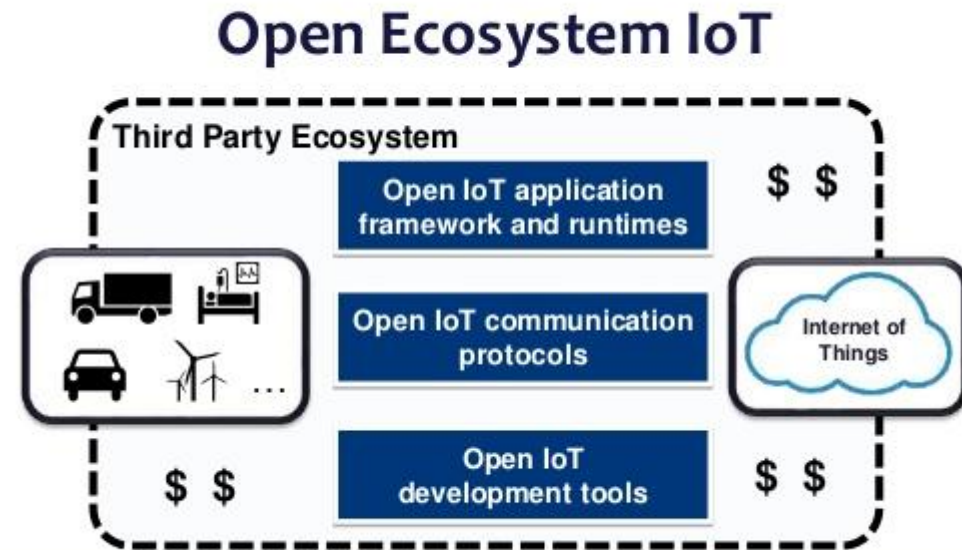 Open Ecosystem IoT
Third Party Ecosystem
$ $
Open IoT application
framework and runtimes
Open IoT communication
protocols
...
Internet of
Things
Open IoT
development tools
$ $
$ $